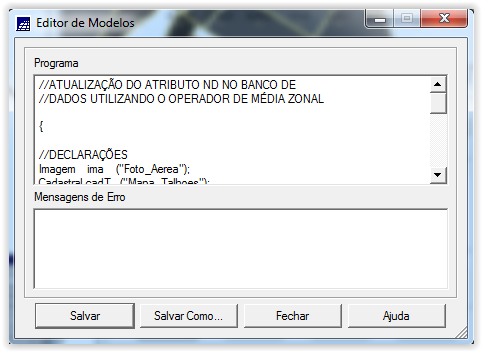 Editor de Modelos
Programa
//ATUALIZAÇÃO DO ATRIBUTO ND NO BANCO DE
//DADOS UTILIZANDO O OPERADOR DE MÉDIA ZONAL
{
//DECLARAÇÕES
Imagem ima ("Foto_Aerea");
Cadastral cadT ("Mapa_Talhoes");
Mensagens de Erro
Salvar
Salvar Como...
Fechar
Ajuda